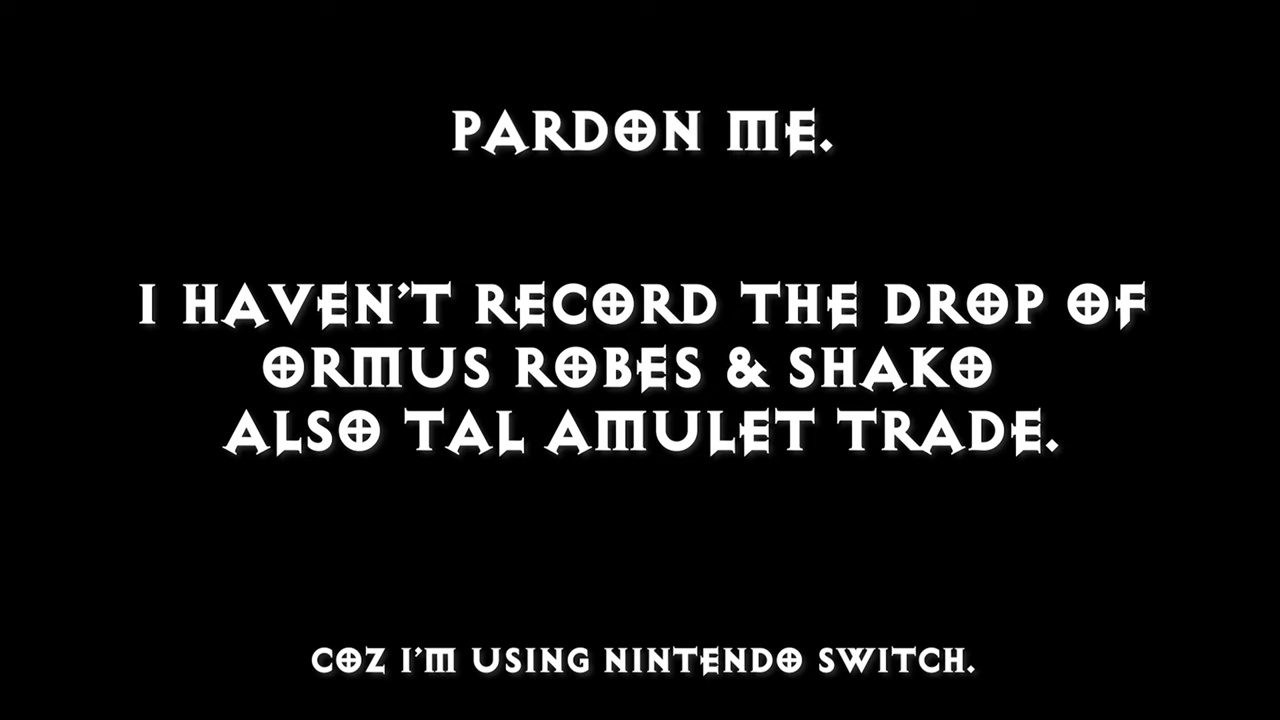 PARDON ME.
I HAVEN'T RECORD THE DROP OF
ORMUS ROBES & SHAKO
ALSO TAL AMULET TRADE.
COZ I'M USING NINTENDO SWITCH.